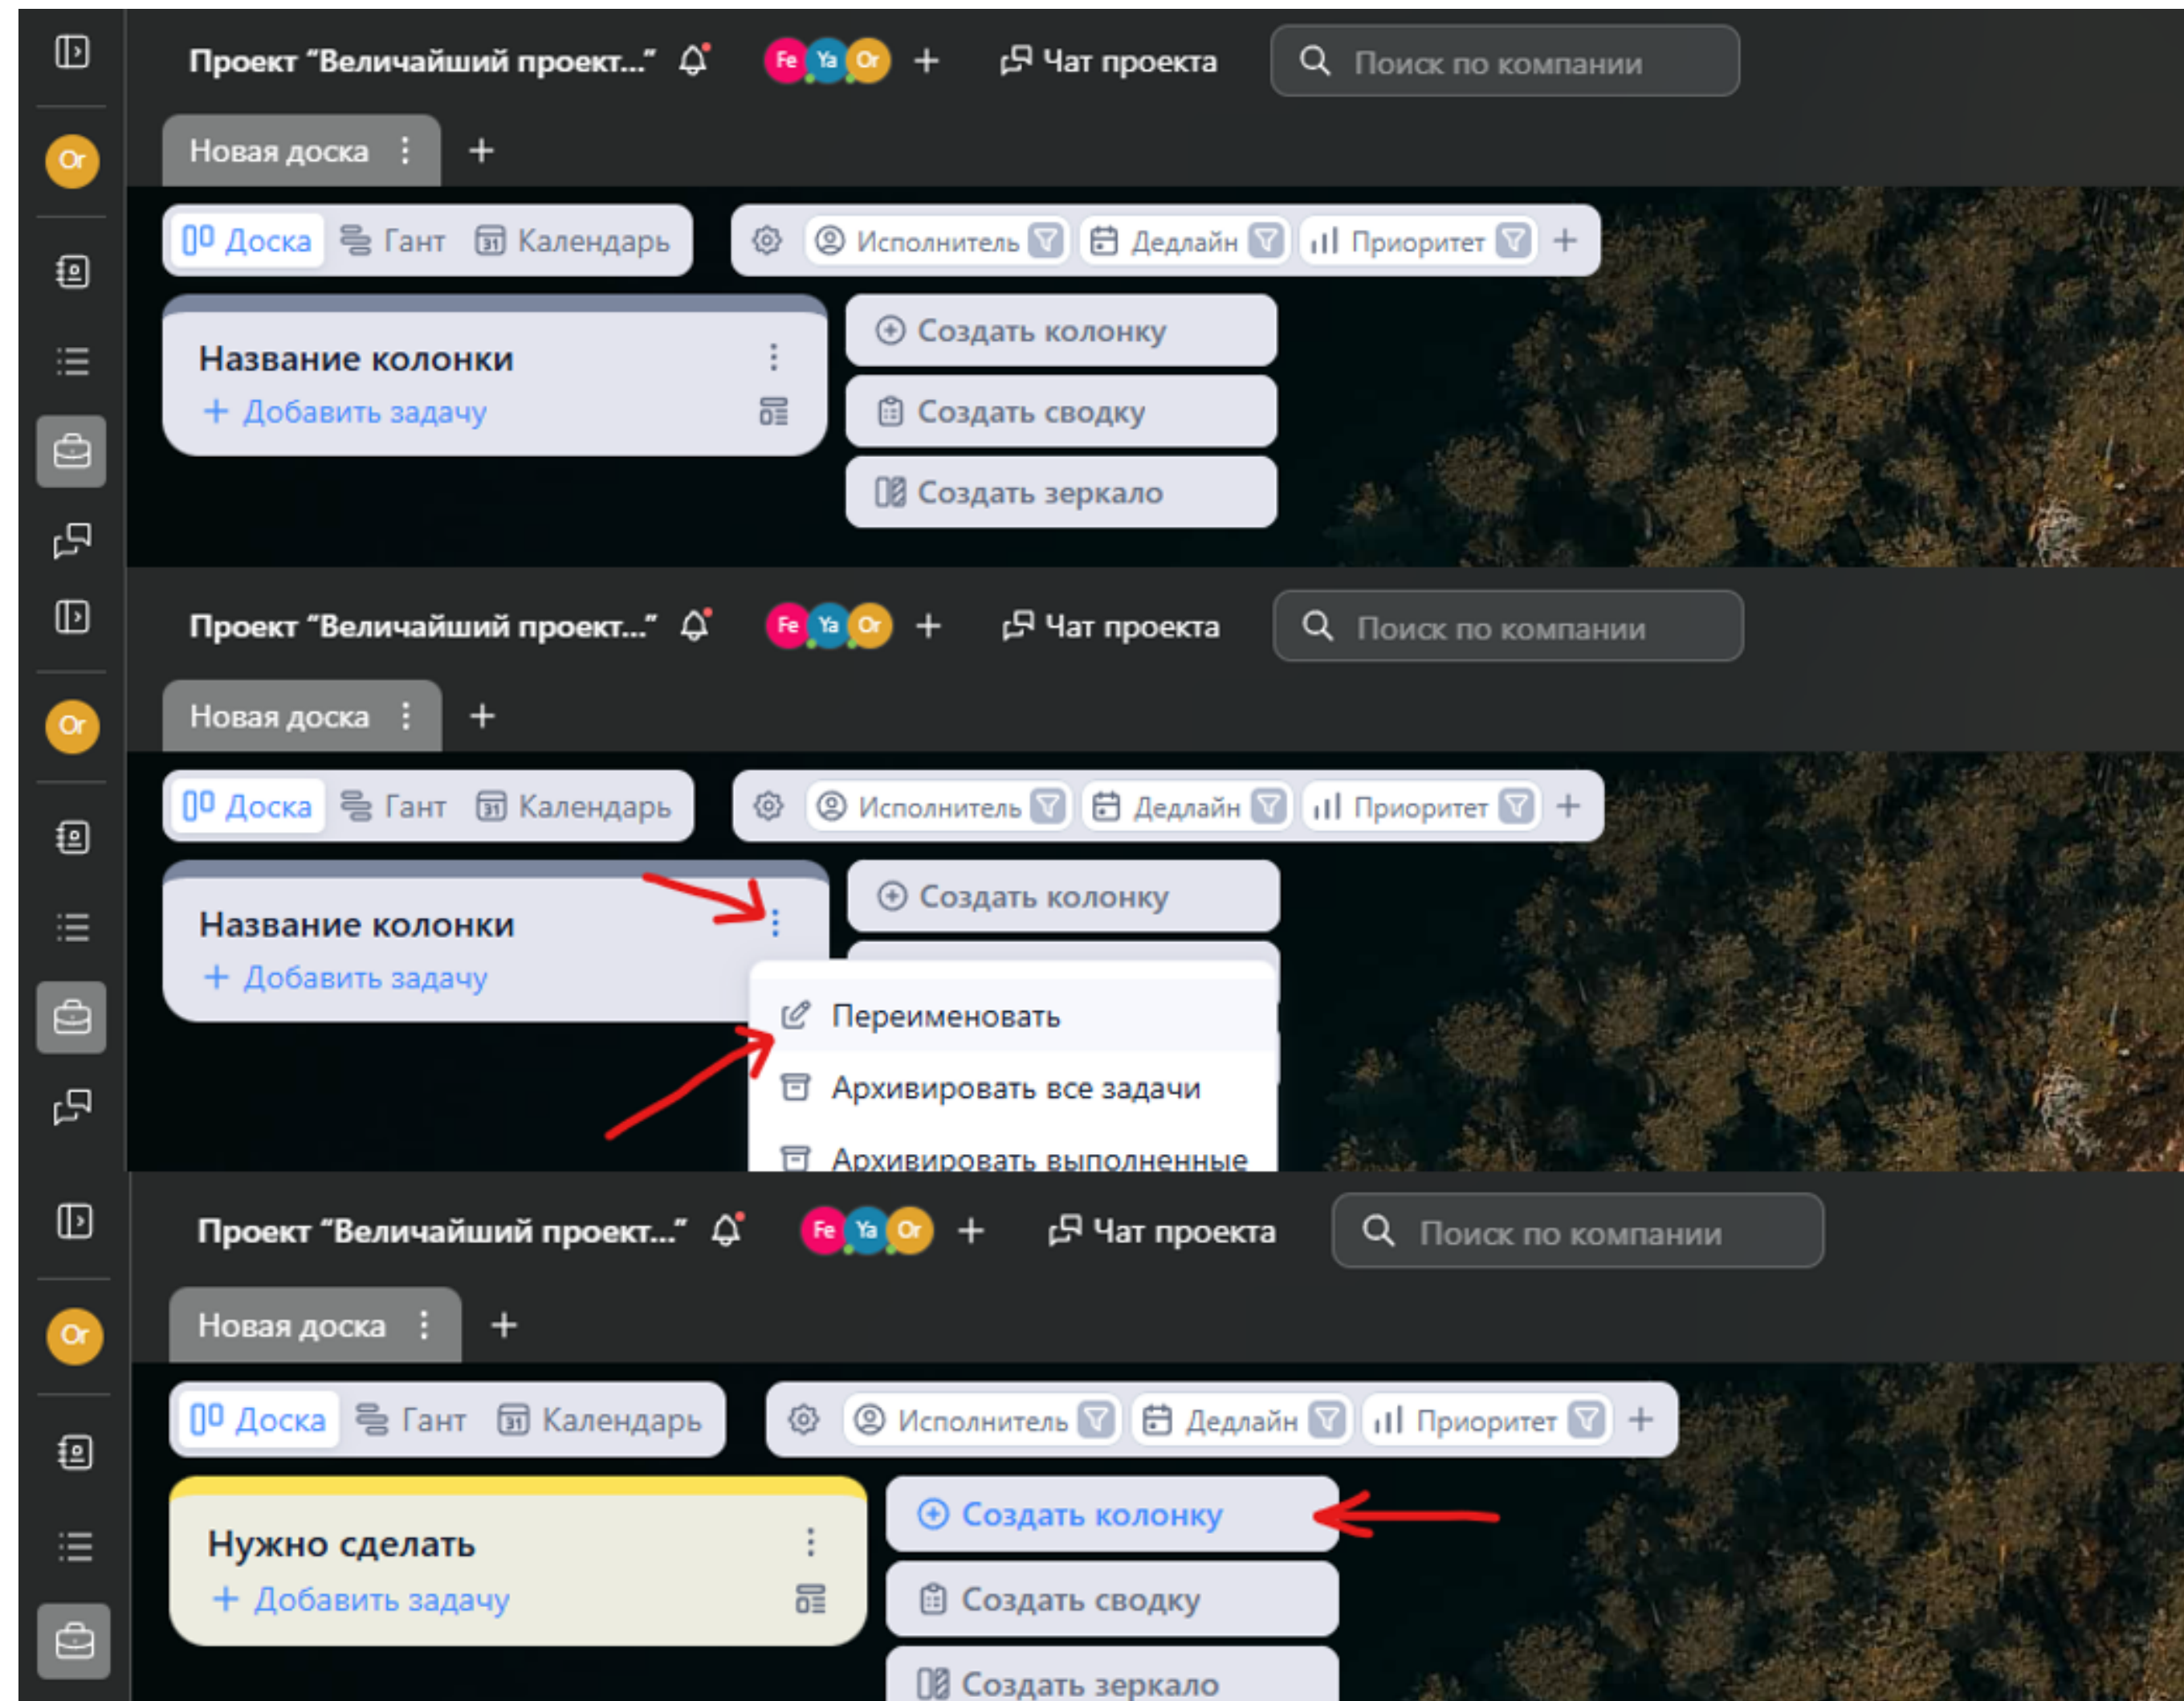 Проект “Величайший проект...” Fe Ya Or + Чат проекта Поиск по компании
Or Новая доска +
Доска Гант 31 Календарь Исполнитель Дедлайн Приоритет +
Название колонки
+ Добавить задачу
Создать колонку
Создать сводку
Создать зеркало
Проект “Величайший проект...” Fe Ya Or + Чат проекта Поиск по компании
Or Новая доска +
Доска Гант 31 Календарь Исполнитель Дедлайн Приоритет +
Название колонки
+ Добавить задачу
Создать колонку
Переименовать
Архивировать все задачи
Архивировать выполненные
Проект “Величайший проект...” Fe Ya Or + Чат проекта Поиск по компании
Or Новая доска +
Доска Гант 31 Календарь Исполнитель Дедлайн Приоритет +
Нужно сделать
+ Добавить задачу
Создать колонку
Создать сводку
Создать зеркало